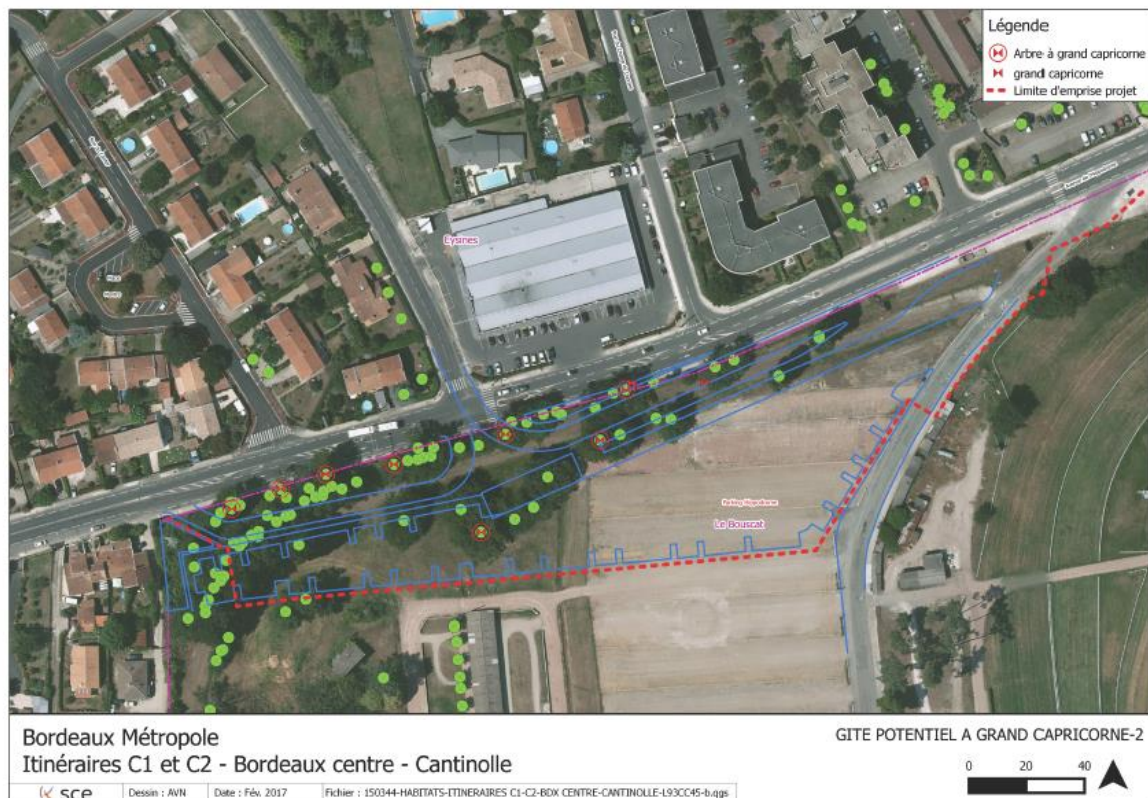 Légende
Arbre à grand capricorne
grand capricorne
Limite d'emprise projet
Eysines
Parking Hippodrome
Le Bouscat
Bordeaux Métropole
Itinéraires C1 et C2 - Bordeaux centre - Cantinolle
GITE POTENTIEL A GRAND CAPRICORNE-2
0 20 40
sce
Dessin : AVN
Date : Fév. 2017
Fichier : 150344-HABITATS-ITINERAIRES C1-C2-BDX CENTRE-CANTINOLLE-L93CC45-b.qgs